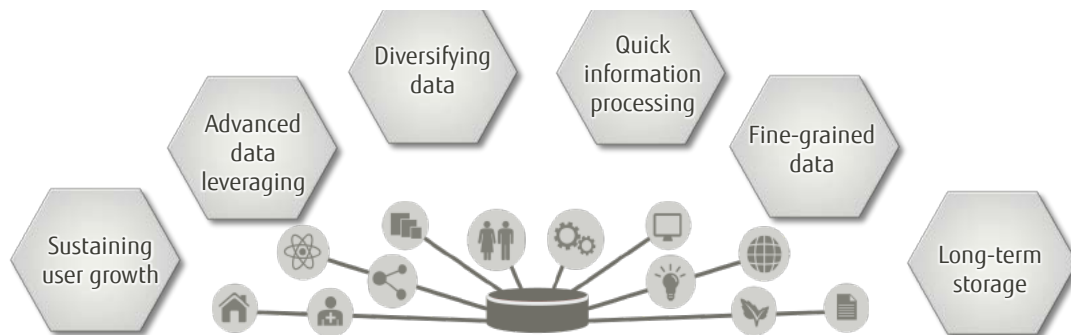 Sustaining
user growth
Advanced
data
leveraging
Diversifying
data
Quick
information
processing
Fine-grained
data
Long-term
storage